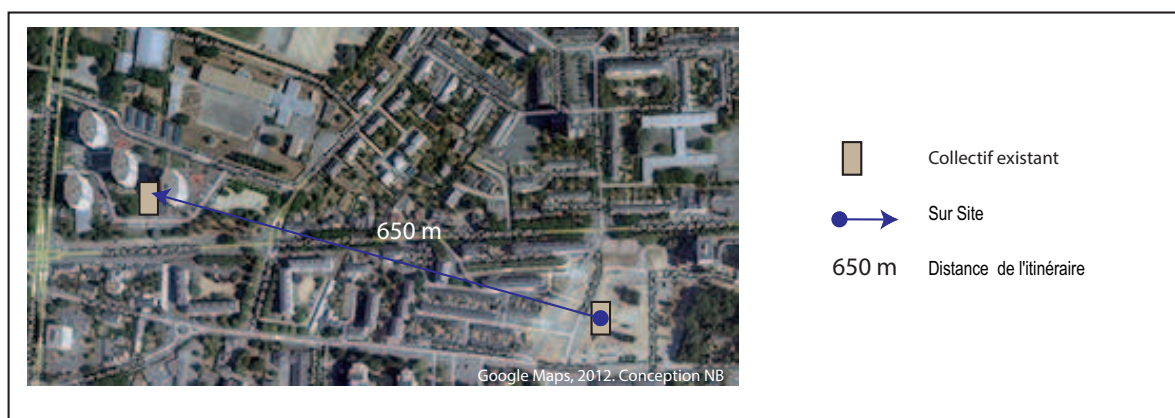 650 m
Google Maps, 2012. Conception NB
Collectif existant
Sur Site
650 m Distance de l'itinéraire